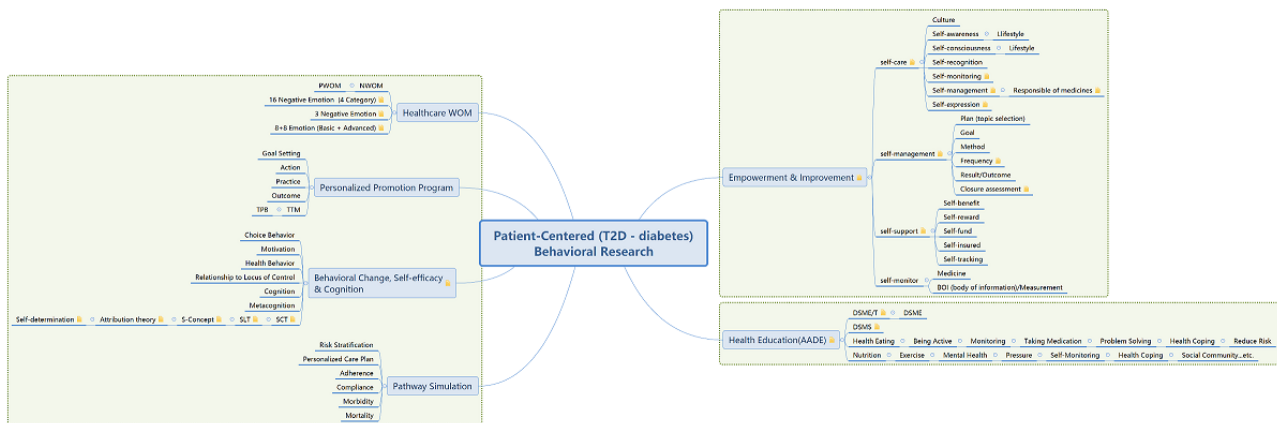 Patient-Centered (T2D - diabetes)
Behavioral Research
Healthcare WOM
PWOM NWOM
16 Negative Emotion (4 Category)
3 Negative Emotion
8+8 Emotion (Basic + Advanced)
Personalized Promotion Program
Goal Setting
Action
Practice
Outcome
TPB TTM
Behavioral Change, Self-efficacy
& Cognition
Choice Behavior
Motivation
Health Behavior
Relationship to Locus of Control
Cognition
Metacognition
Self-determination Attribution theory S-Concept SLT SCT
Pathway Simulation
Risk Stratification
Personalized Care Plan
Adherence
Compliance
Morbidity
Mortality
Empowerment & Improvement
self-care
Culture
Self-awareness LIifestyle
Self-consciousness Lifestyle
Self-recognition
Self-monitoring
Self-management Responsible of medicines
Self-expression
self-management
Plan (topic selection)
Goal
Method
Frequency
Result/Outcome
Closure assessment
self-support
Self-benefit
Self-reward
Self-fund
Self-insured
Self-tracking
self-monitor
Medicine
BOI (body of information)/Measurement
Health Education(AADE)
DSME/T DSME
DSMS
Health Eating Being Active Monitoring Taking Medication Problem Solving Health Coping Reduce Risk
Nutrition Exercise Mental Health Pressure Self-Monitoring Health Coping Social Community...etc.